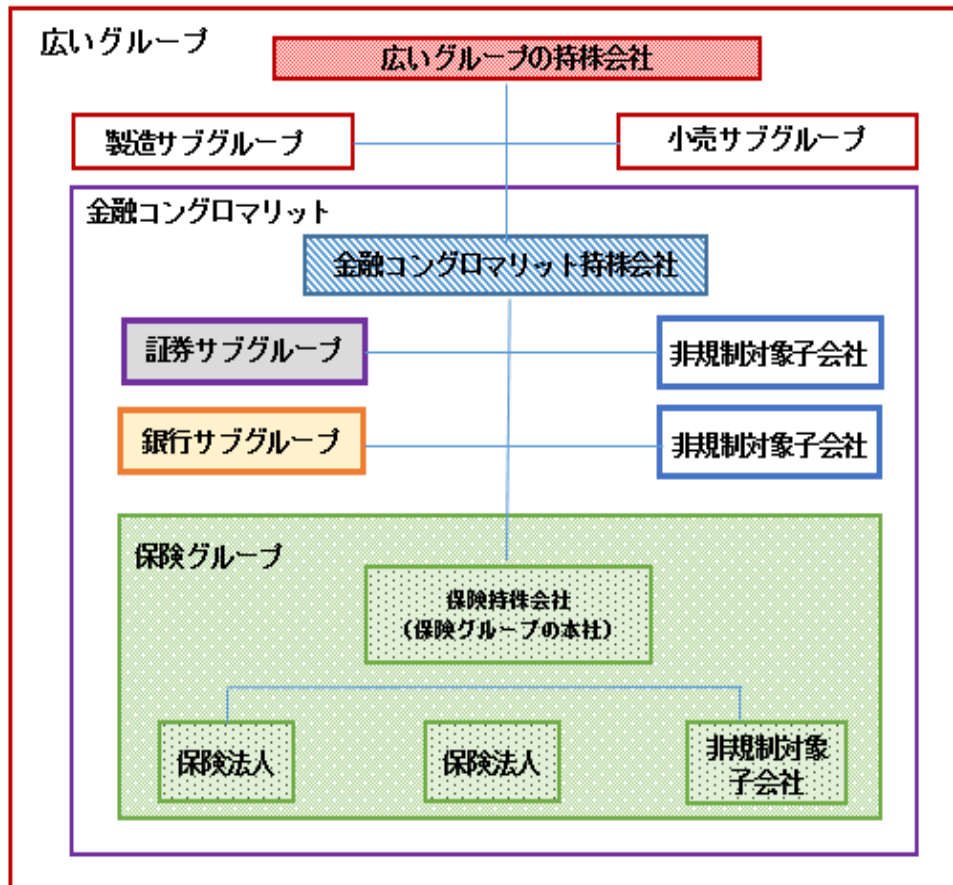 広いグループ
広いグループの持株会社
製造サブグループ
小売サブグループ
金融コングロマリット
金融コングロマリット持株会社
証券サブグループ
非規制対象子会社
銀行サブグループ
非規制対象子会社
保険グループ
保険持株会社
（保険グループの本社）
保険法人
保険法人
非規制対象
子会社